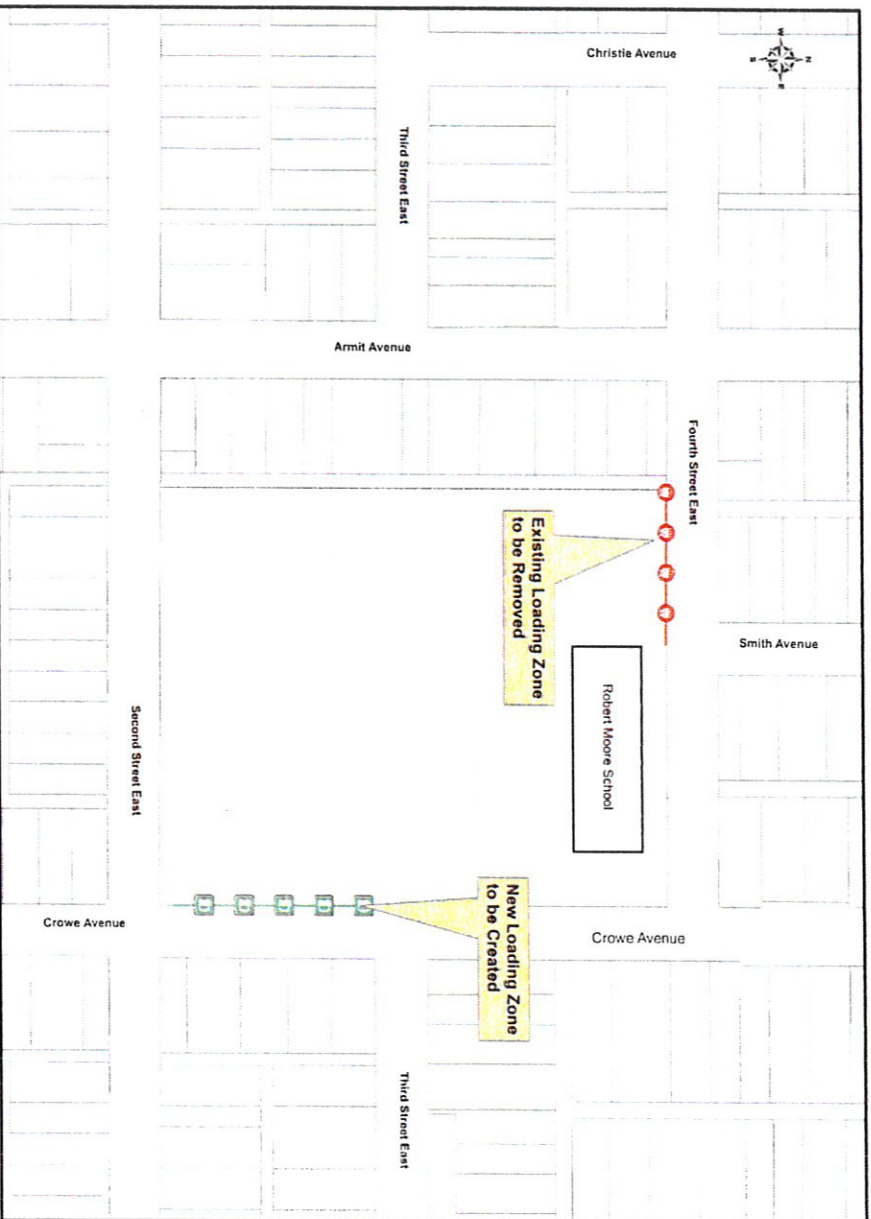 Christie Avenue
N
W
E
S
Third Street East
Armit Avenue
Fourth Street East
Existing Loading Zone
to be Removed
Smith Avenue
Robert Moore School
Second Street East
New Loading Zone
to be Created
Crowe Avenue
Crowe Avenue
Third Street East